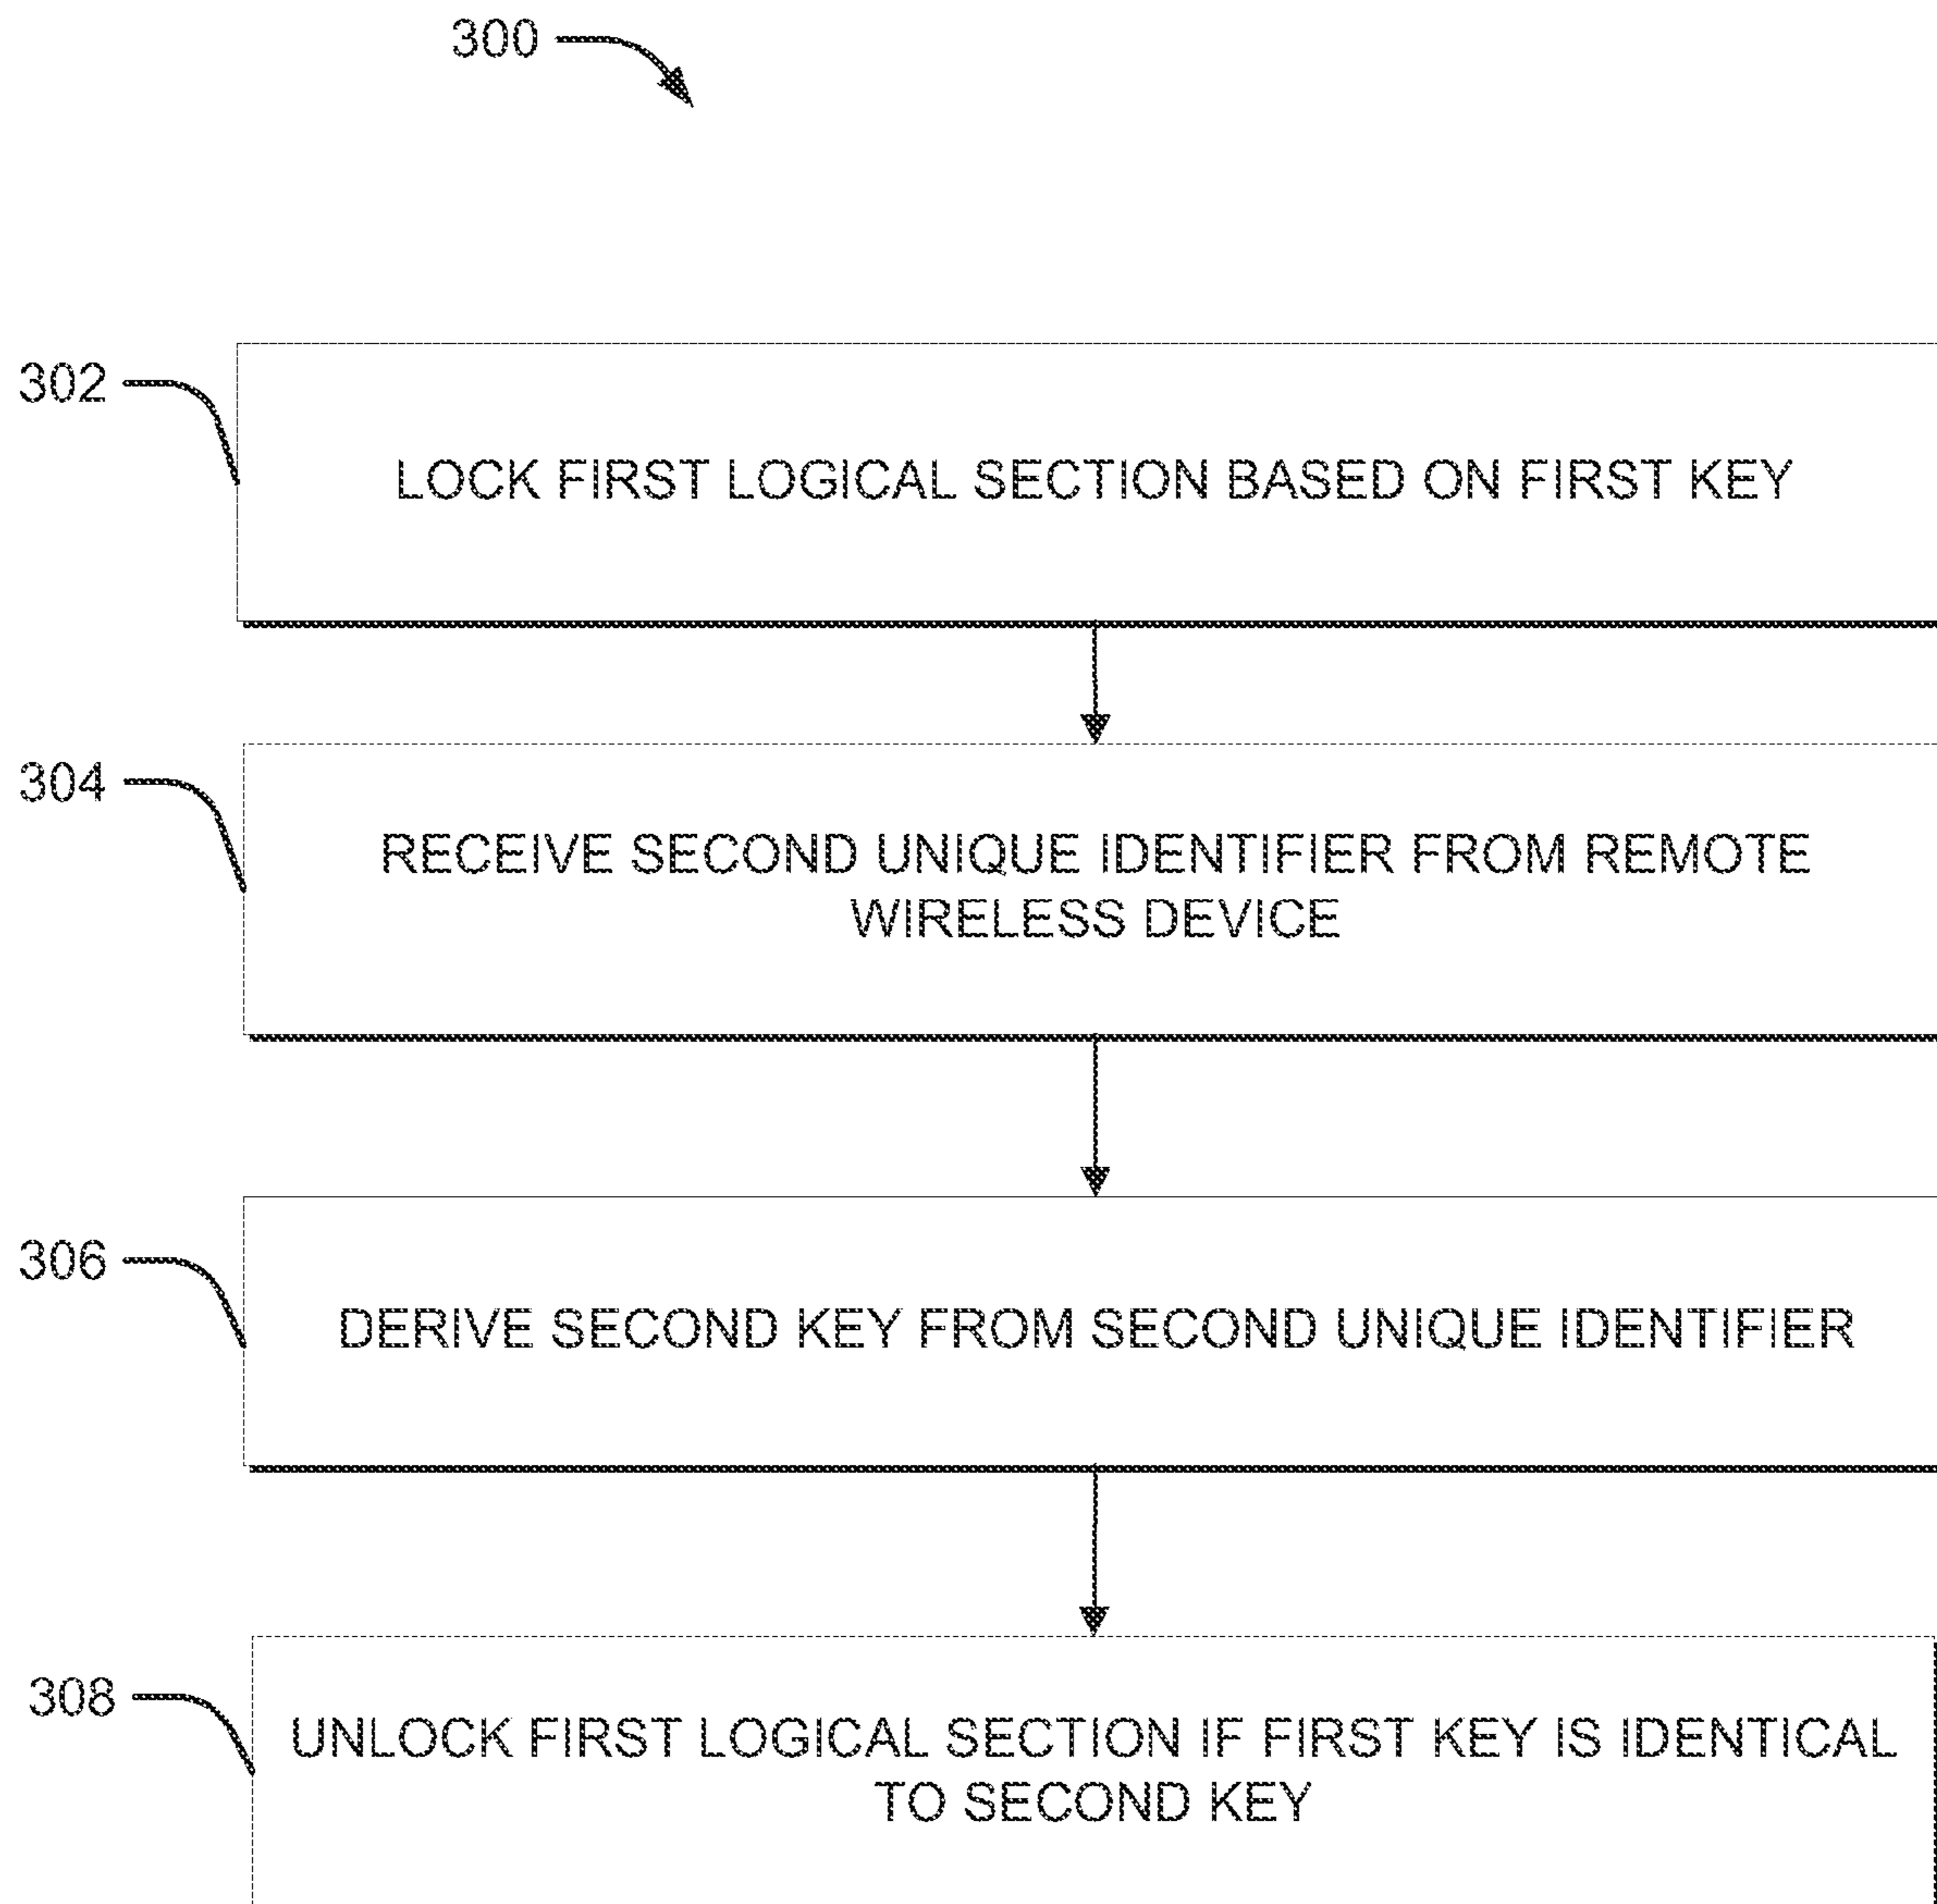 300
302
LOCK FIRST LOGICAL SECTION BASED ON FIRST KEY
304
RECEIVE SECOND UNIQUE IDENTIFIER FROM REMOTE
WIRELESS DEVICE
306
DERIVE SECOND KEY FROM SECOND UNIQUE IDENTIFIER
308
UNLOCK FIRST LOGICAL SECTION IF FIRST KEY IS IDENTICAL
TO SECOND KEY